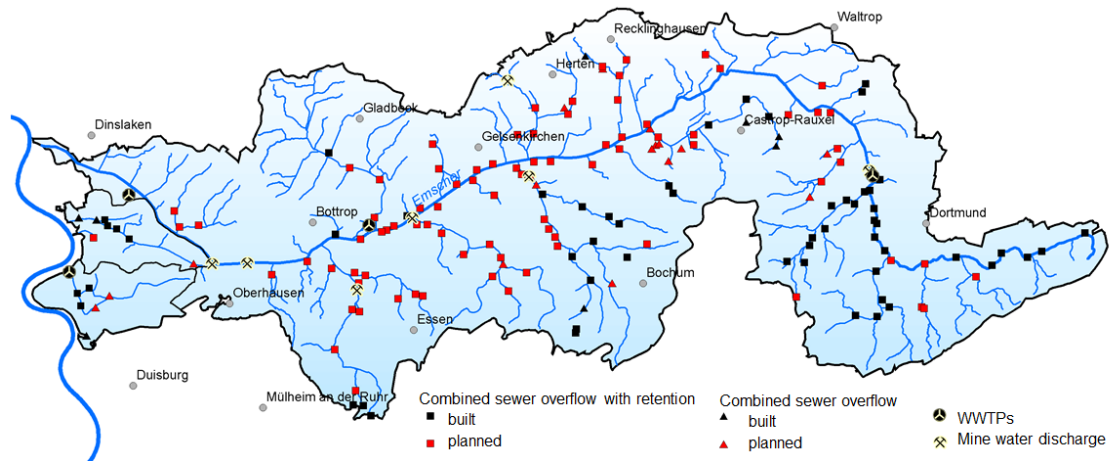 Waltrop
Recklinghausen
Herten
Gladbeck
Dinslaken
Castrop-Rauxel
Gelsenkirchen
Emscher
Bottrop
Dortmund
Bochum
Oberhausen
Essen
Duisburg
Mülheim an der Ruhr
Combined sewer overflow with retention
built
planned
Combined sewer overflow
built
planned
WWTPs
Mine water discharge